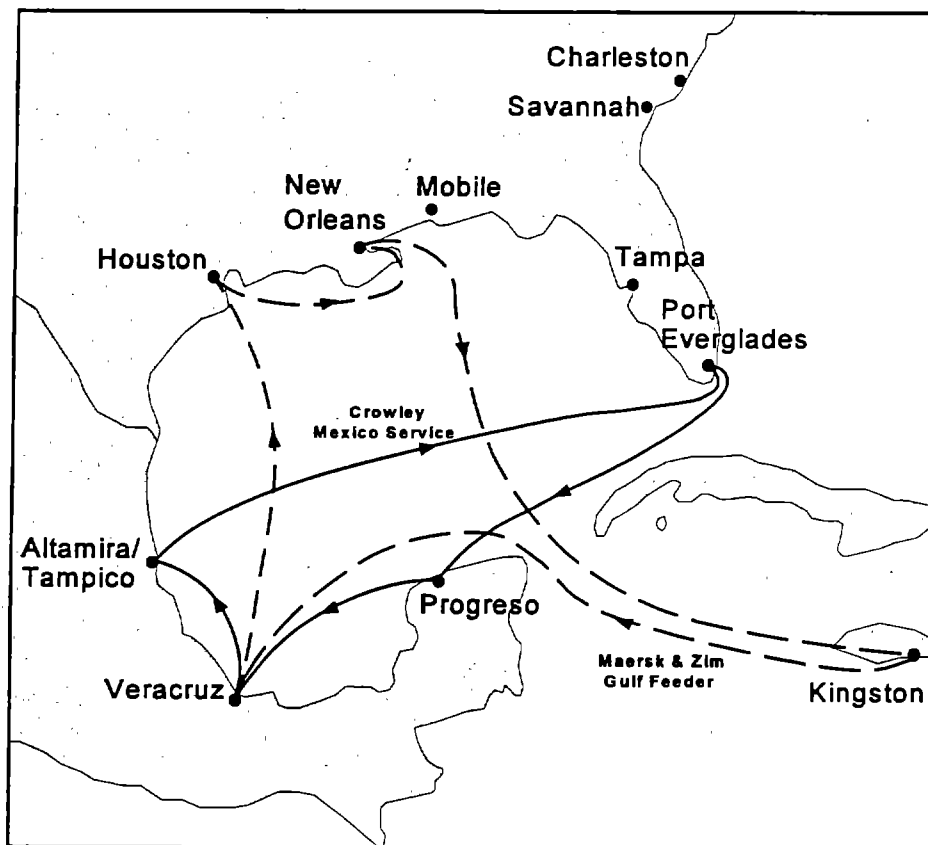 Charleston
Savannah
New
Orleans
Mobile
Houston
Tampa
Port
Everglades
Crowley
Mexico Service
Altamira/
Tampico
Progreso
Veracruz
Maersk & Zim
Gulf Feeder
Kingston